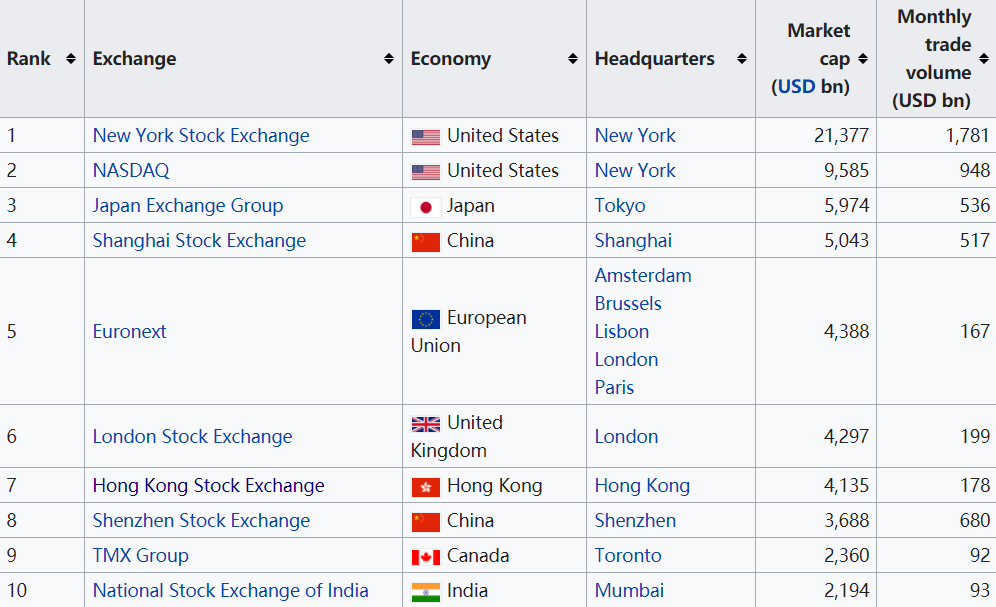 Rank Exchange Economy Headquarters Market cap (USD bn) Monthly trade volume (USD bn)
1 New York Stock Exchange United States New York 21,377 1,781
2 NASDAQ United States New York 9,585 948
3 Japan Exchange Group Japan Tokyo 5,974 536
4 Shanghai Stock Exchange China Shanghai 5,043 517
5 Euronext European Union Amsterdam Brussels Lisbon London Paris 4,388 167
6 London Stock Exchange United Kingdom London 4,297 199
7 Hong Kong Stock Exchange Hong Kong Hong Kong 4,135 178
8 Shenzhen Stock Exchange China Shenzhen 3,688 680
9 TMX Group Canada Toronto 2,360 92
10 National Stock Exchange of India India Mumbai 2,194 93